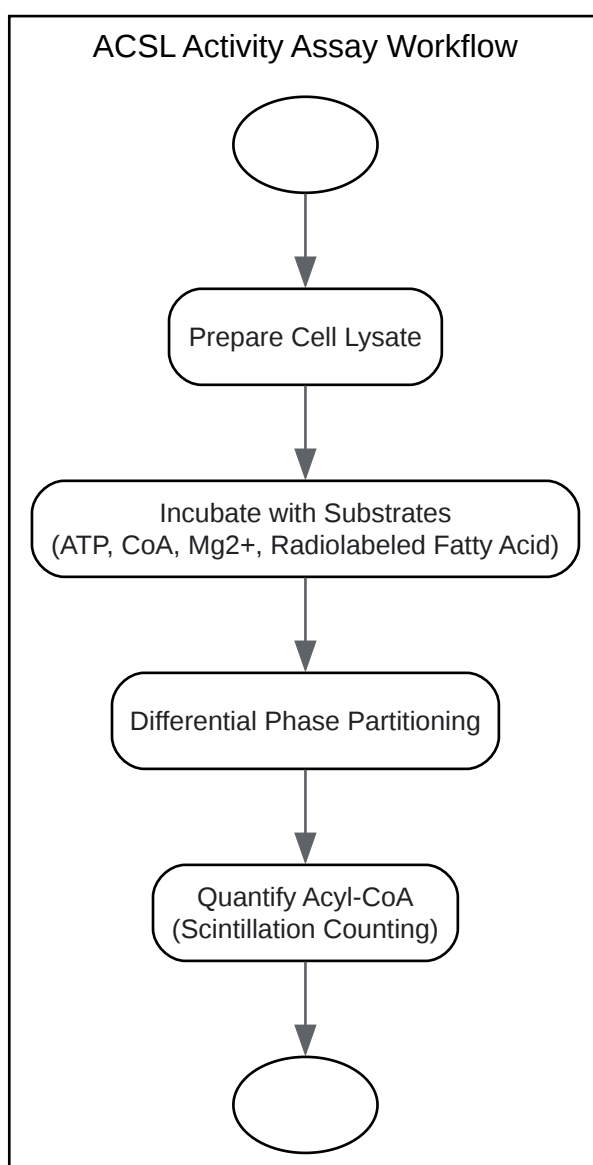 ACSL Activity Assay Workflow
Prepare Cell Lysate
Incubate with Substrates
(ATP, CoA, Mg2+, Radiolabeled Fatty Acid)
Differential Phase Partitioning
Quantify Acyl-CoA
(Scintillation Counting)